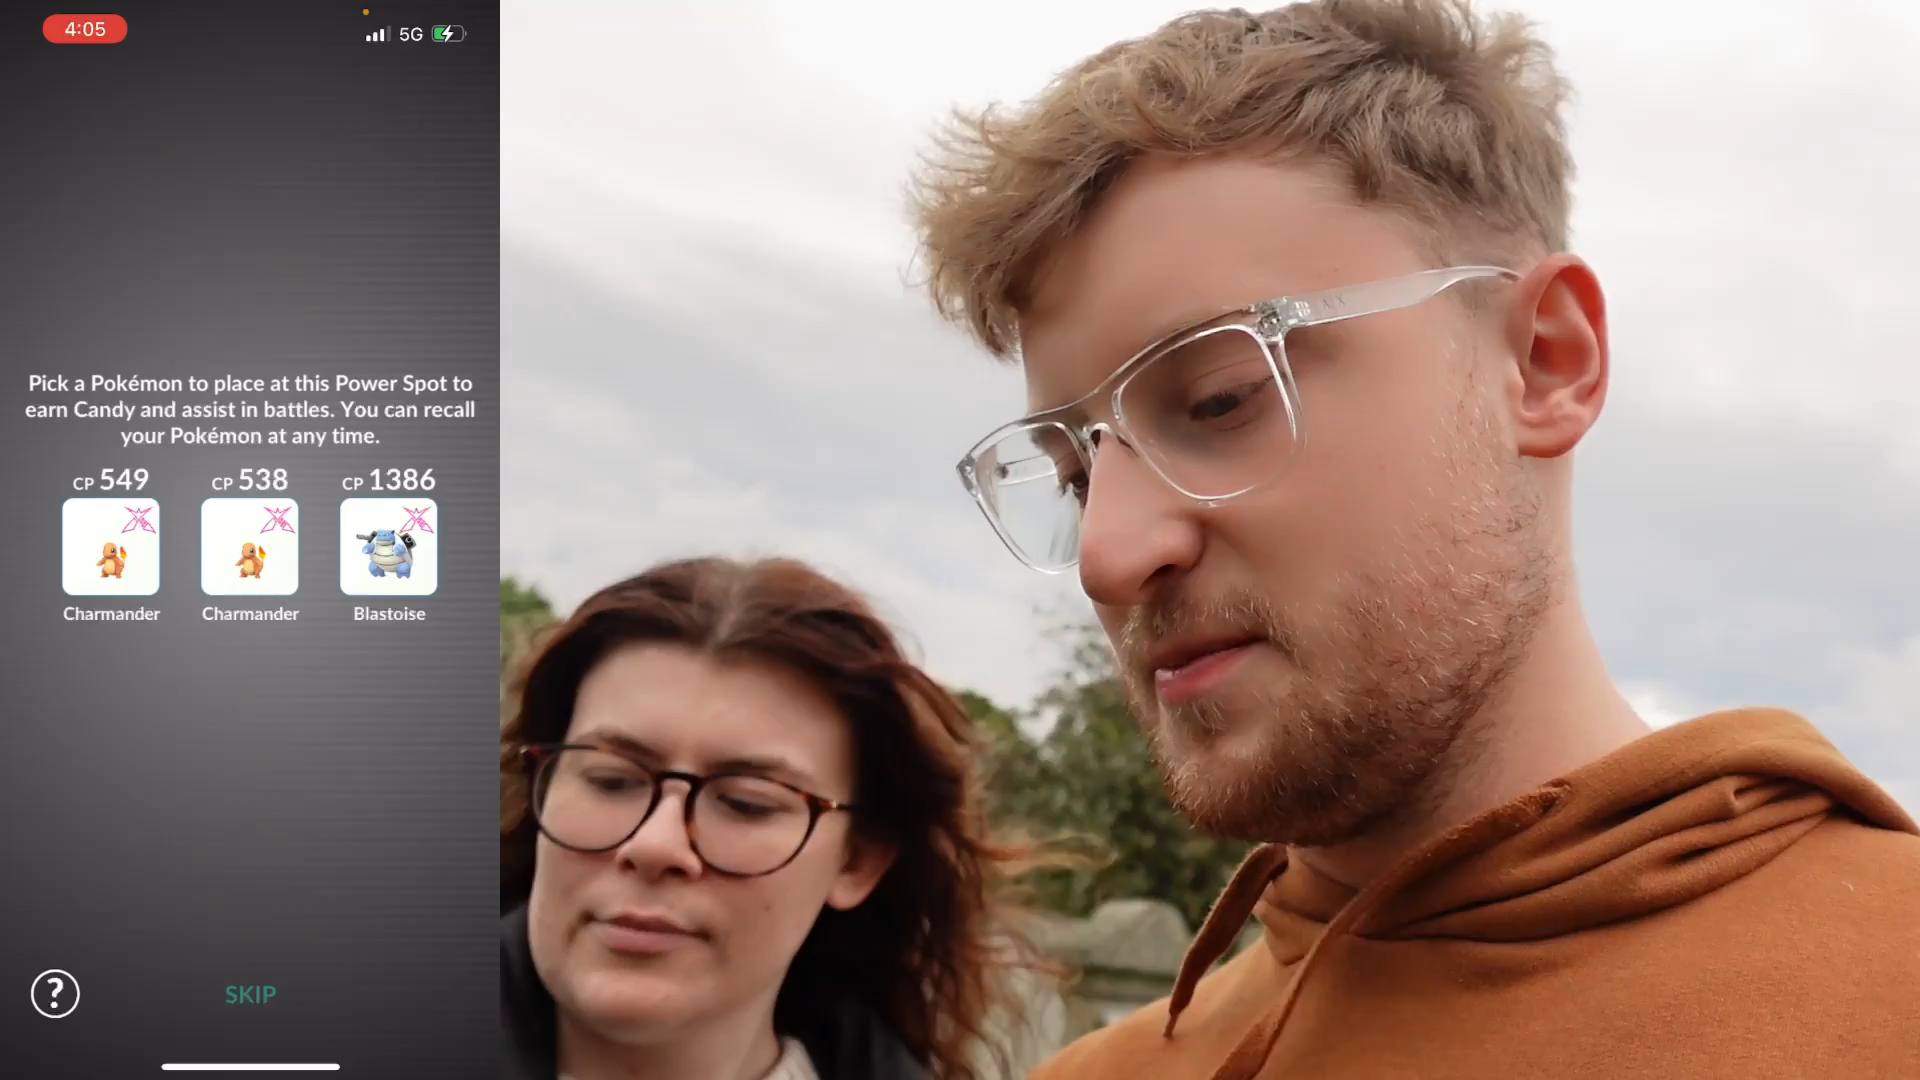 4:05
5G
Pick a Pokémon to place at this Power Spot to
earn Candy and assist in battles. You can recall
your Pokémon at any time.
CP 549 CP 538 CP 1386
Charmander Charmander Blastoise
? SKIP
A|X